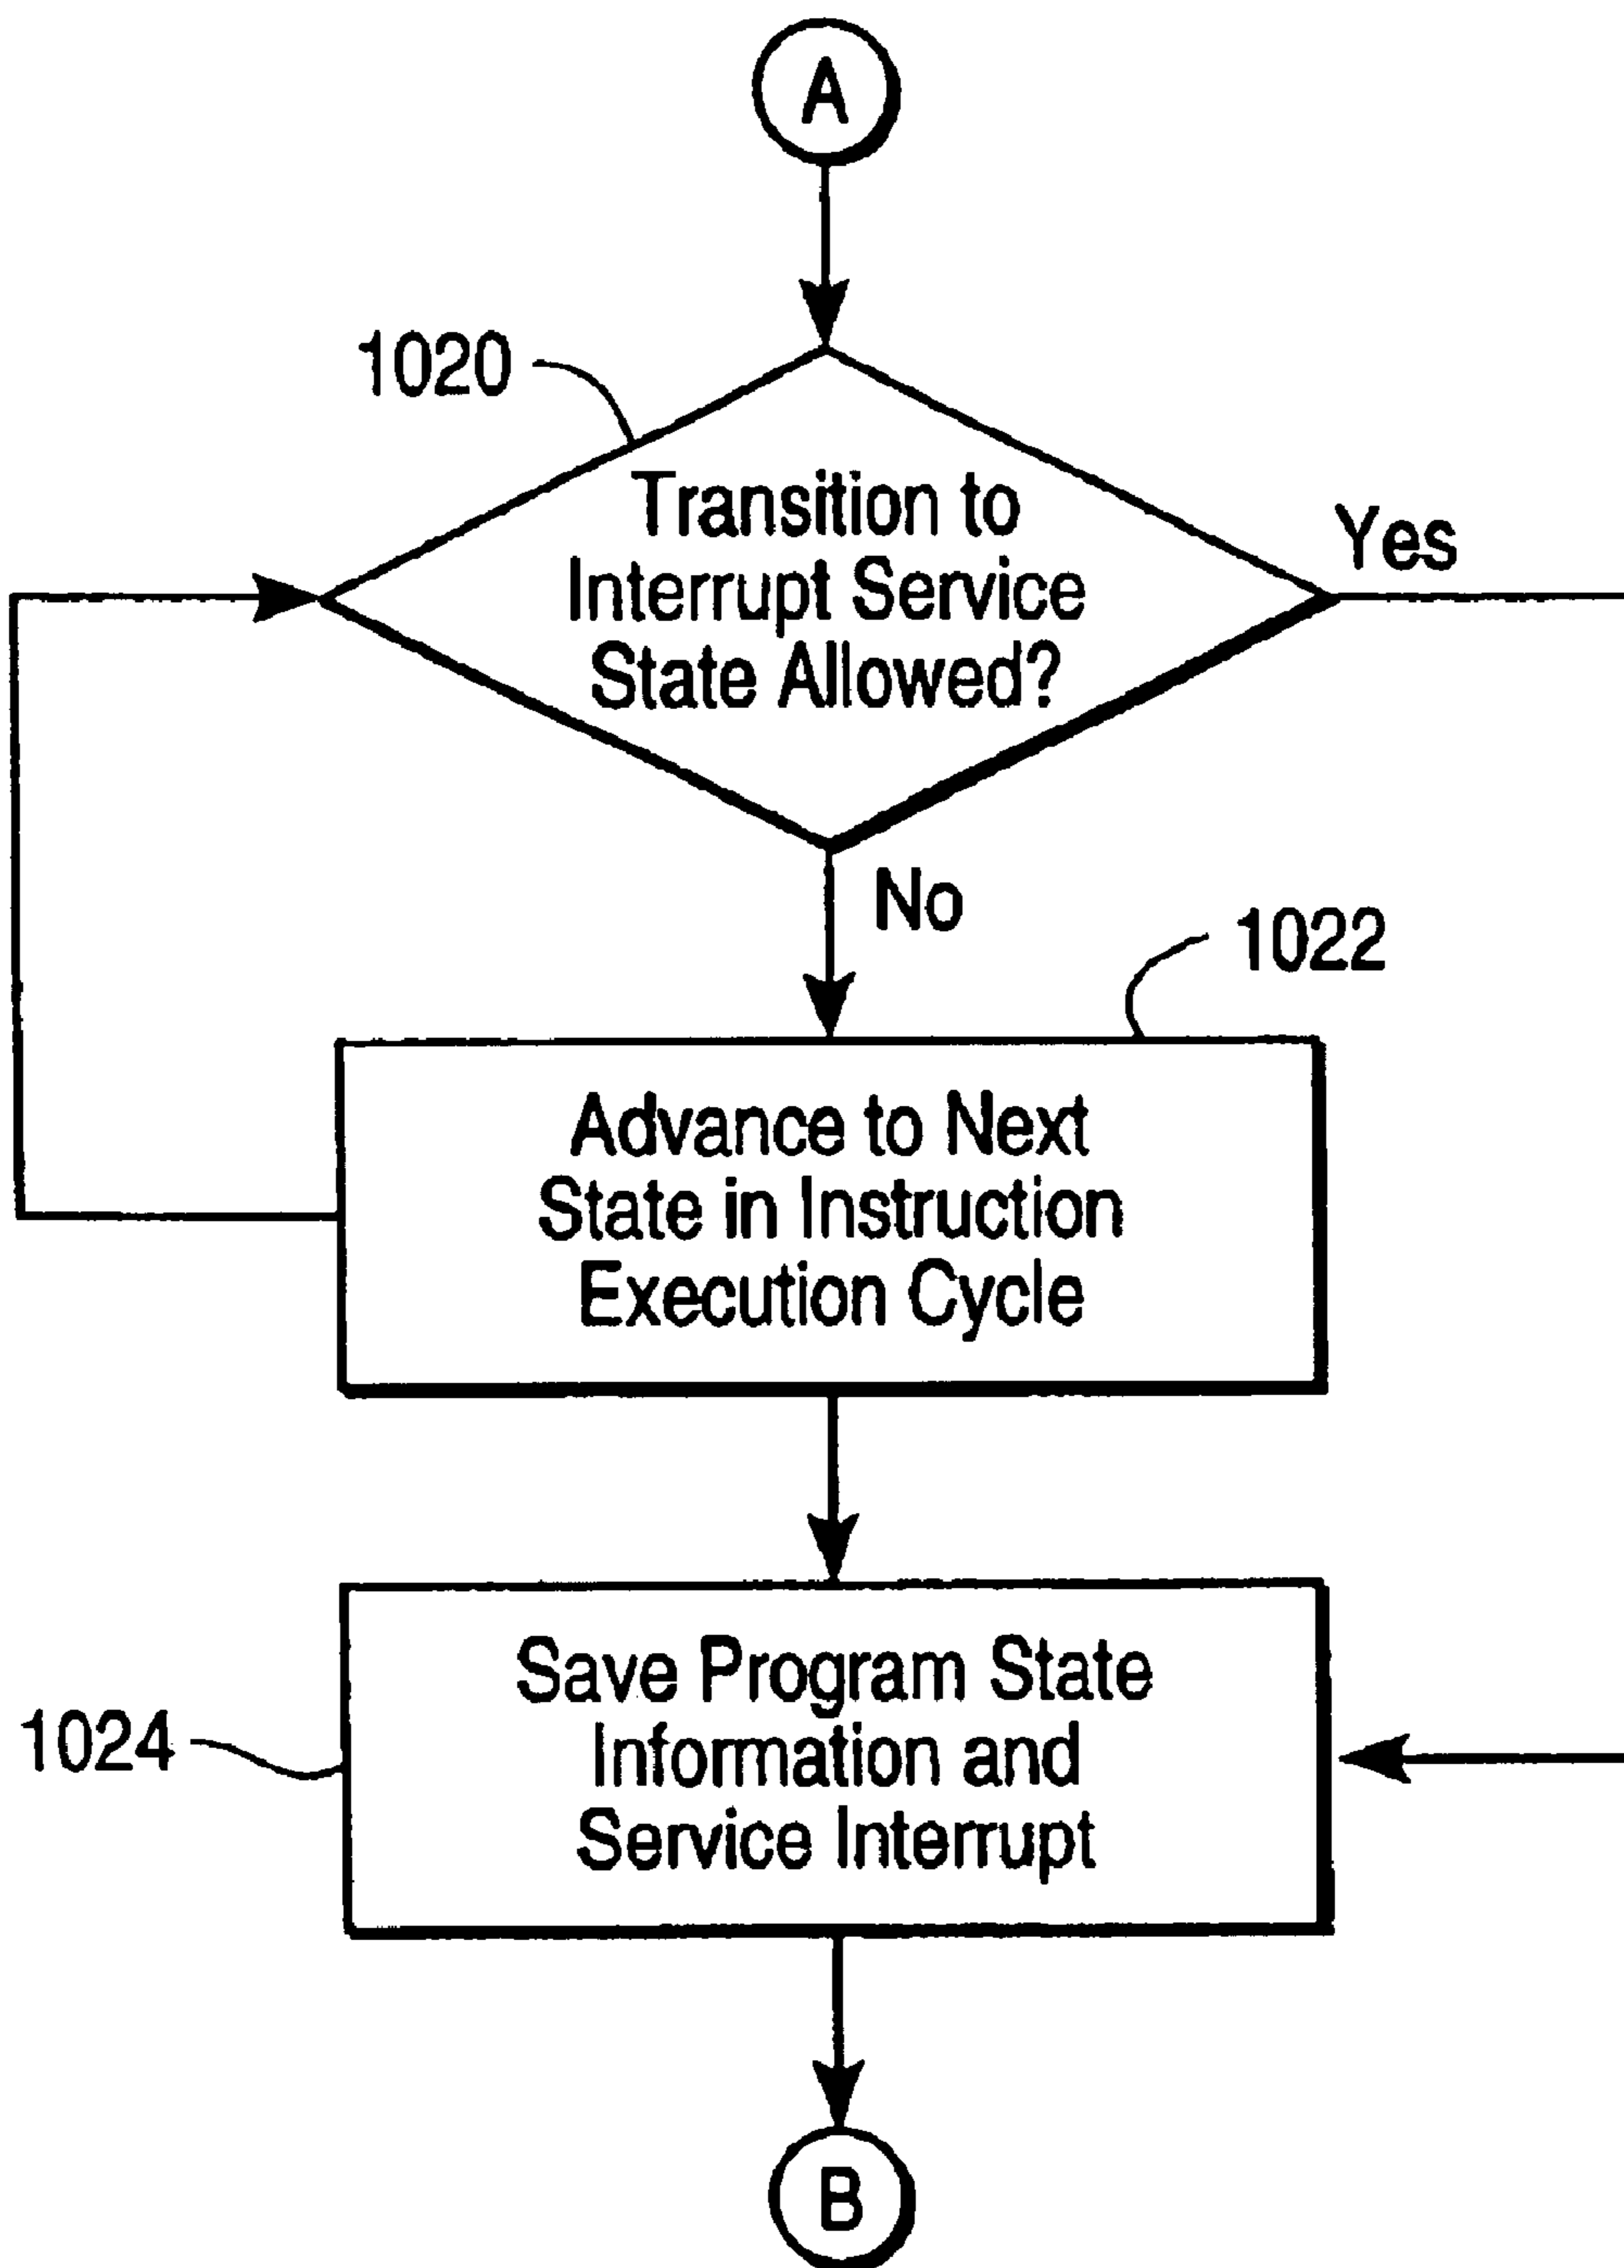 A
1020
Transition to
Interrupt Service
State Allowed?
Yes
No
1022
Advance to Next
State in Instruction
Execution Cycle
Save Program State
Information and
Service Interrupt
1024
B